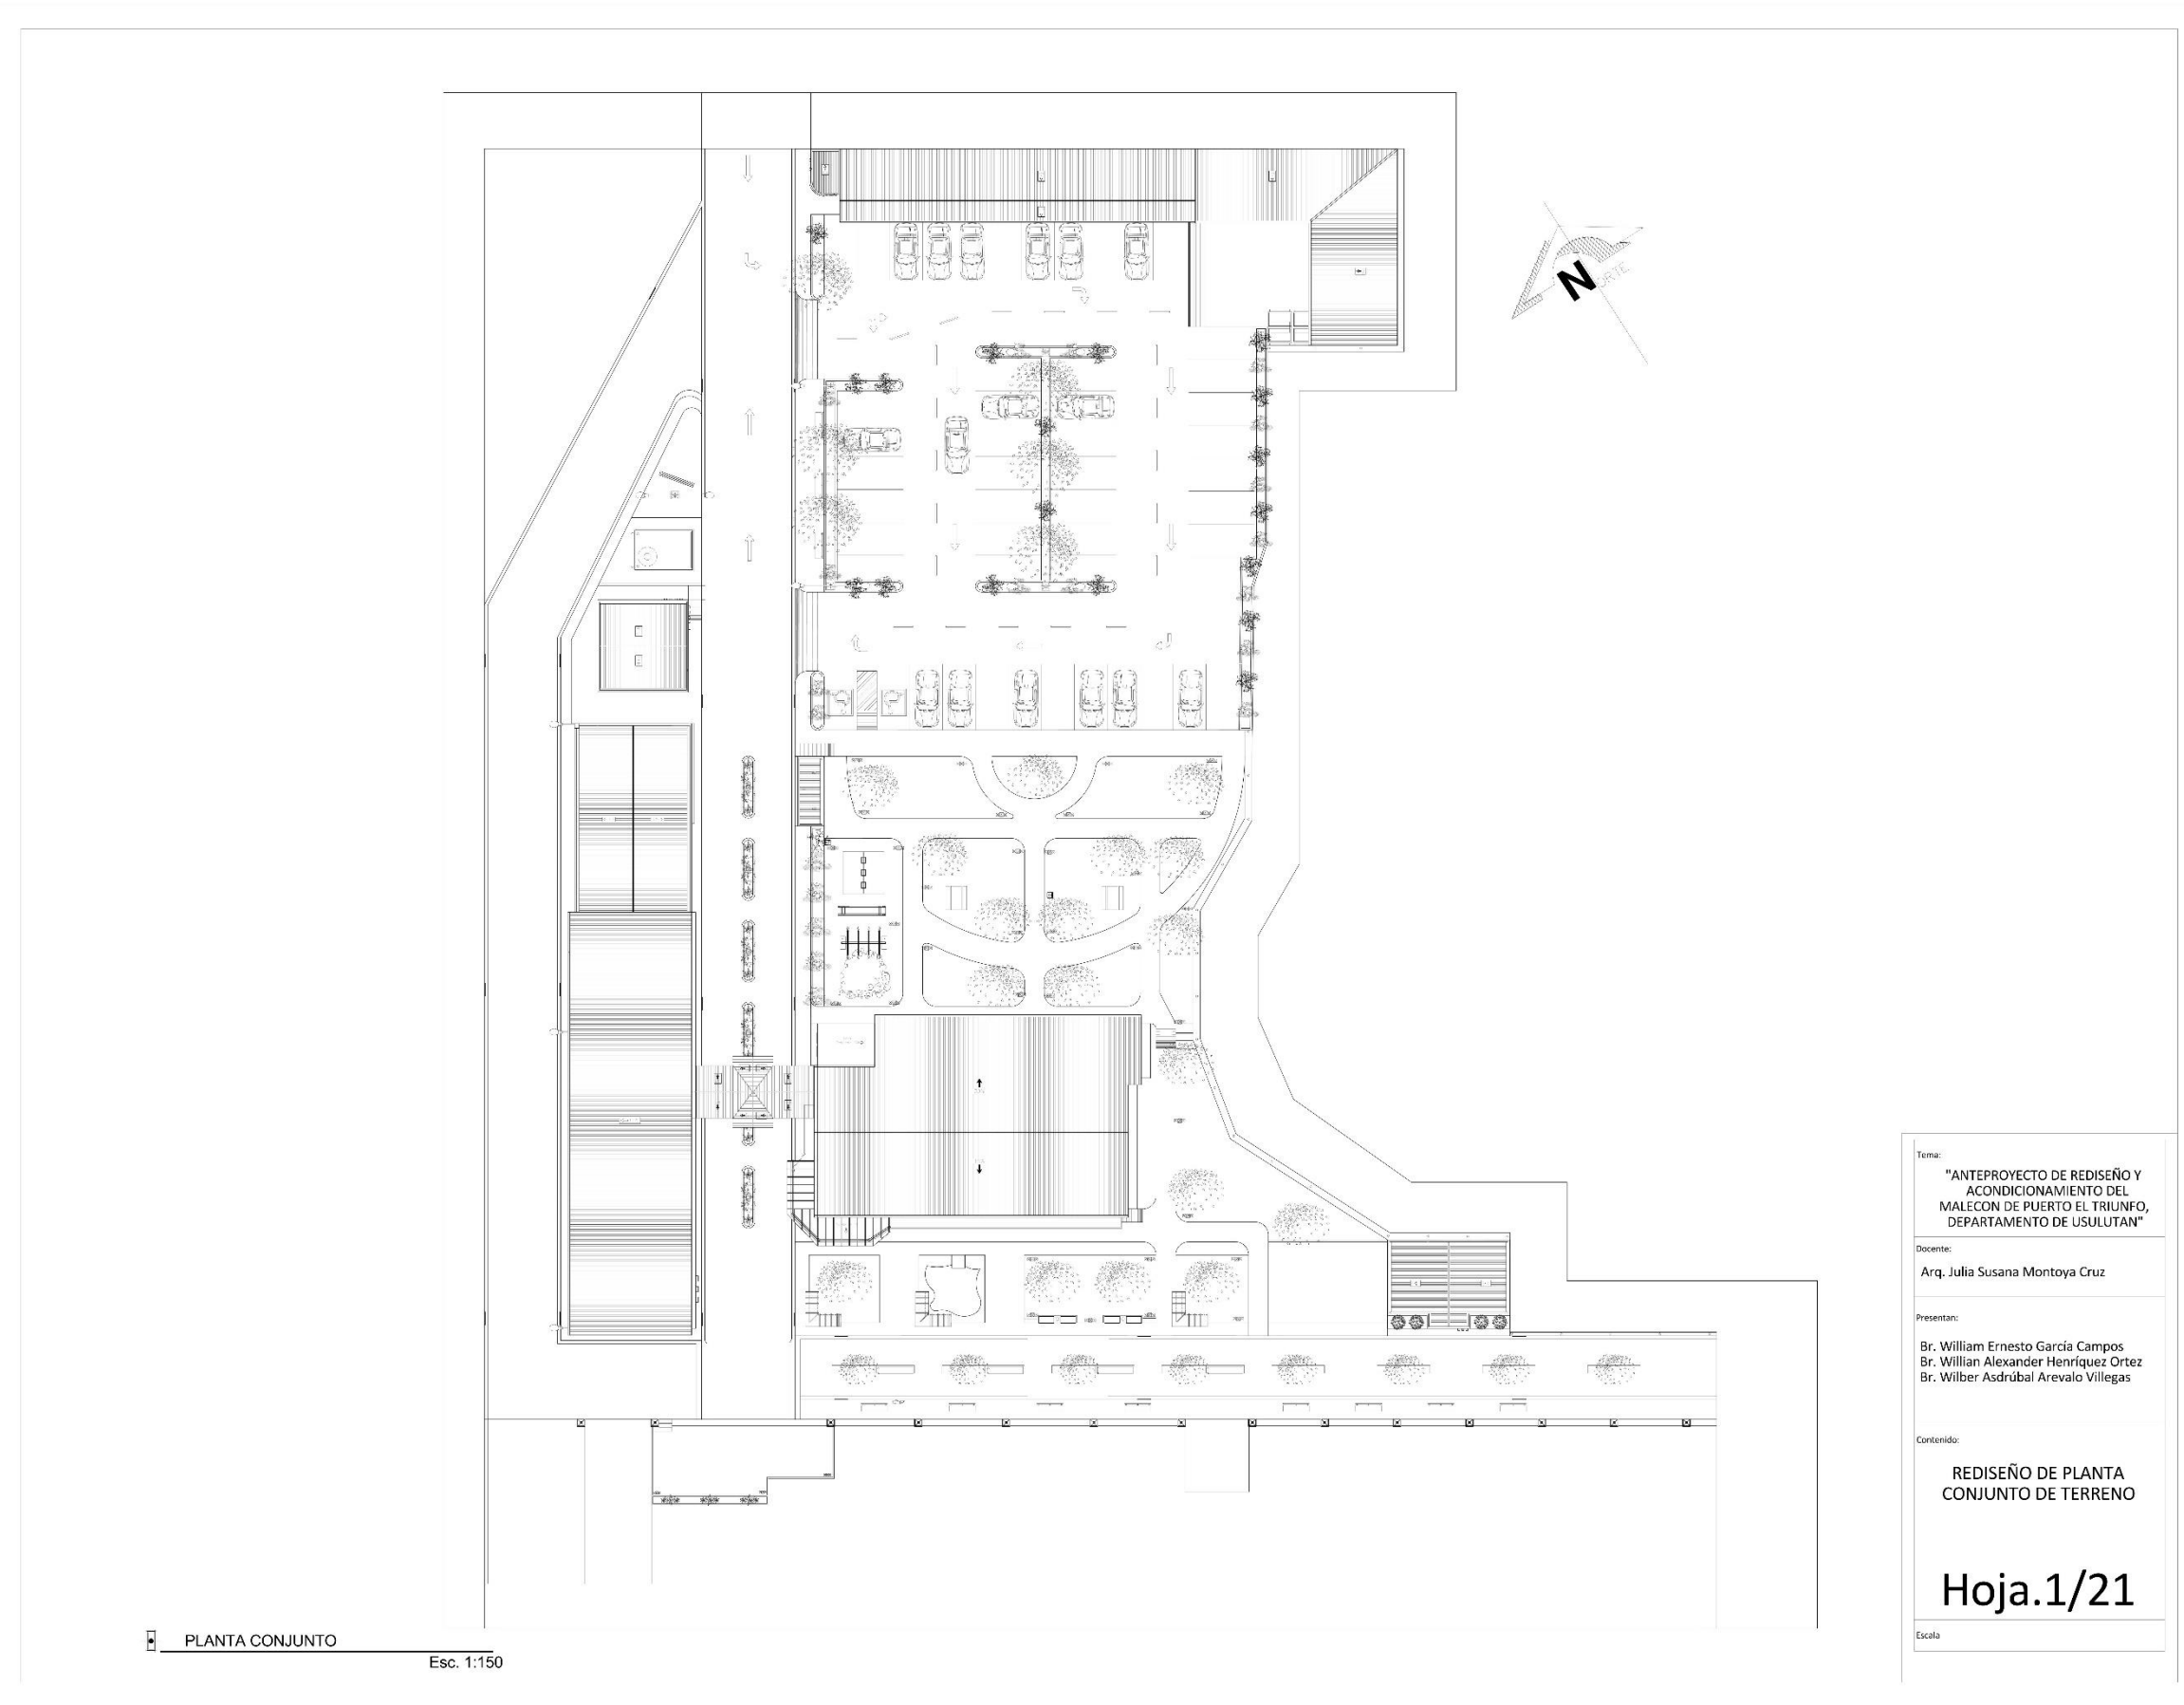 N
NORTE
Tema:
"ANTEPROYECTO DE REDISEÑO Y
ACONDICIONAMIENTO DEL
MALECON DE PUERTO EL TRIUNFO,
DEPARTAMENTO DE USULUTAN"
Docente:
Arq. Julia Susana Montoya Cruz
Presentan:
Br. William Ernesto García Campos
Br. Willian Alexander Henríquez Ortez
Br. Wilber Asdrúbal Arevalo Villegas
Contenido:
REDISEÑO DE PLANTA
CONJUNTO DE TERRENO
Hoja.1/21
Escala
PLANTA CONJUNTO
Esc. 1:150